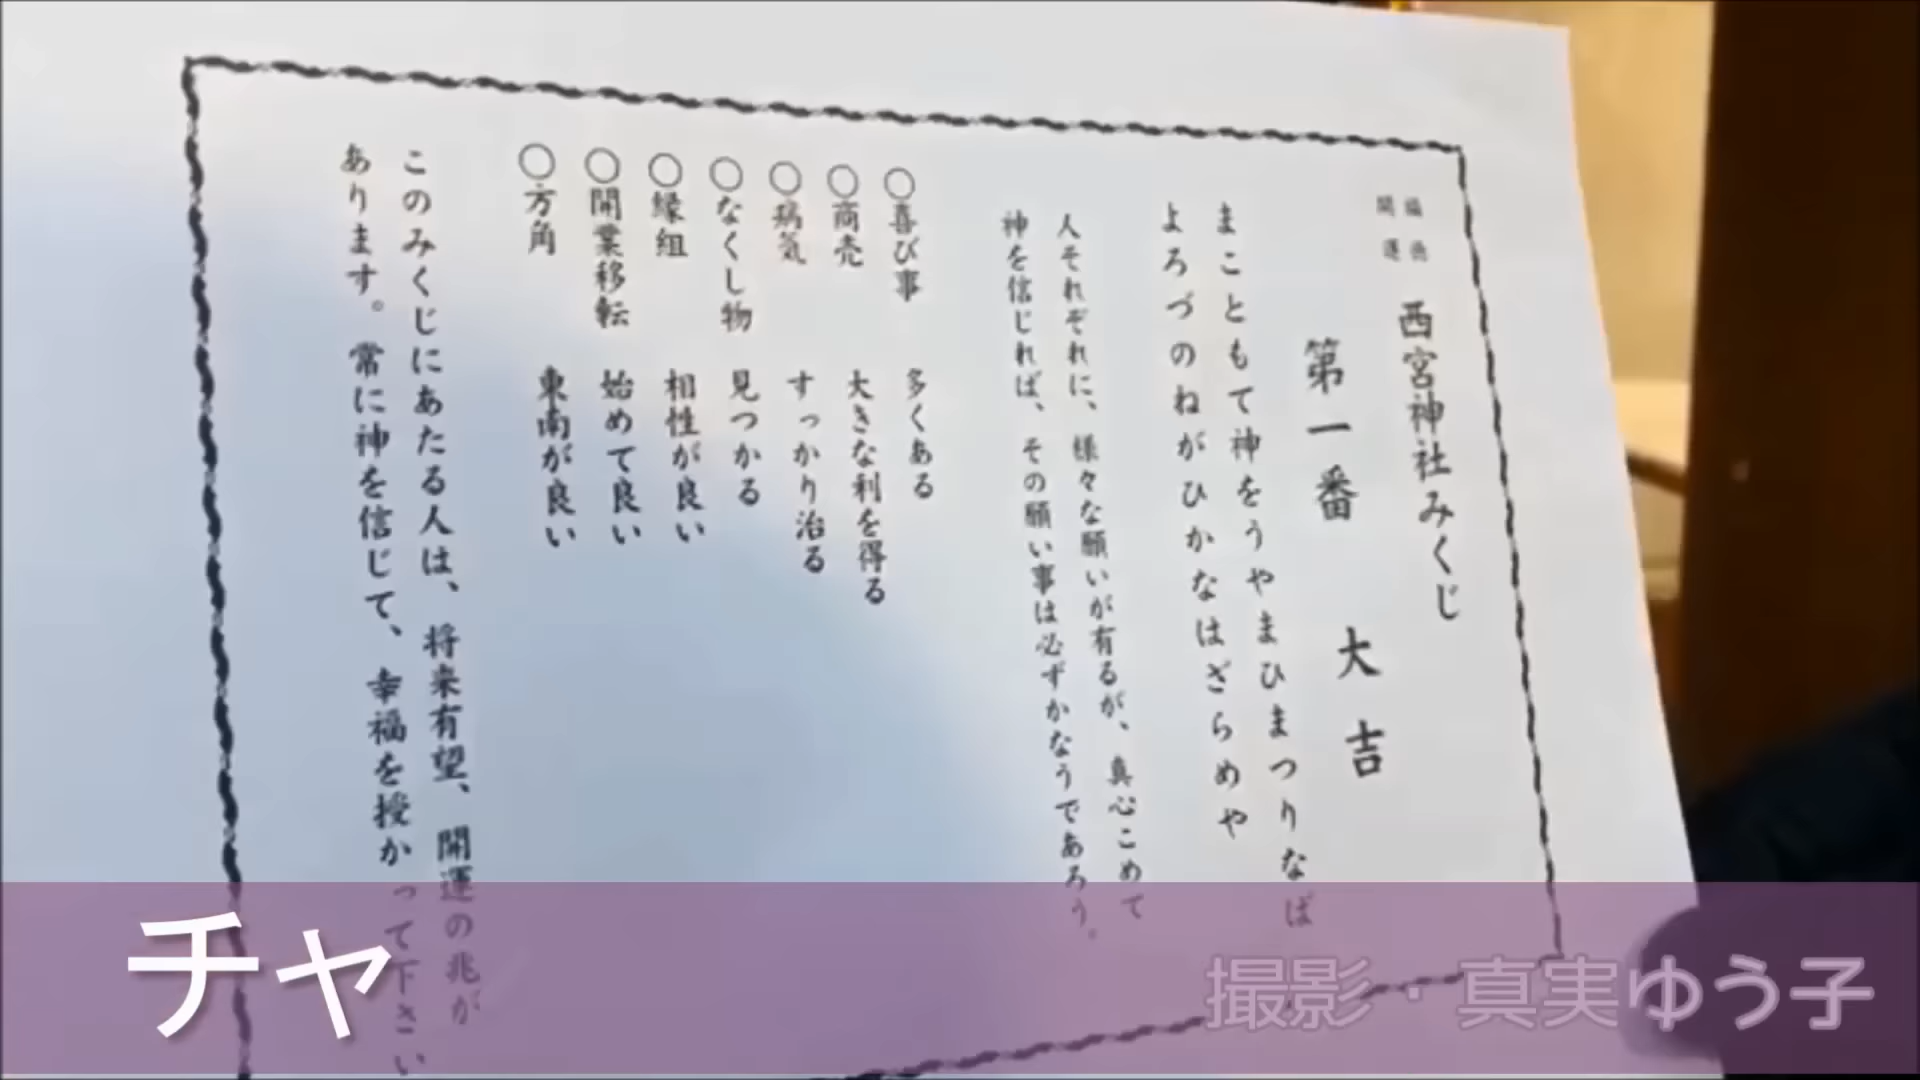 福徳
開運
西宮神社みくじ
第一番 大吉
まこともて神をうやまひまつりなば
よろづのねがひかなはざらめや
人それぞれに、様々な願いが有るが、真心こめて
神を信じれば、その願い事は必ずかなうであろう。
〇喜び事 多くある
〇商売 大きな利を得る
〇病気 すっかり治る
〇なくし物 見つかる
〇縁組 相性が良い
〇開業移転 始めて良い
〇方角 東南が良い
このみくじにあたる人は、将来有望、開運の兆が
あります。常に神を信じて、幸福を授かって下さい
チャ
撮影・真実ゆう子